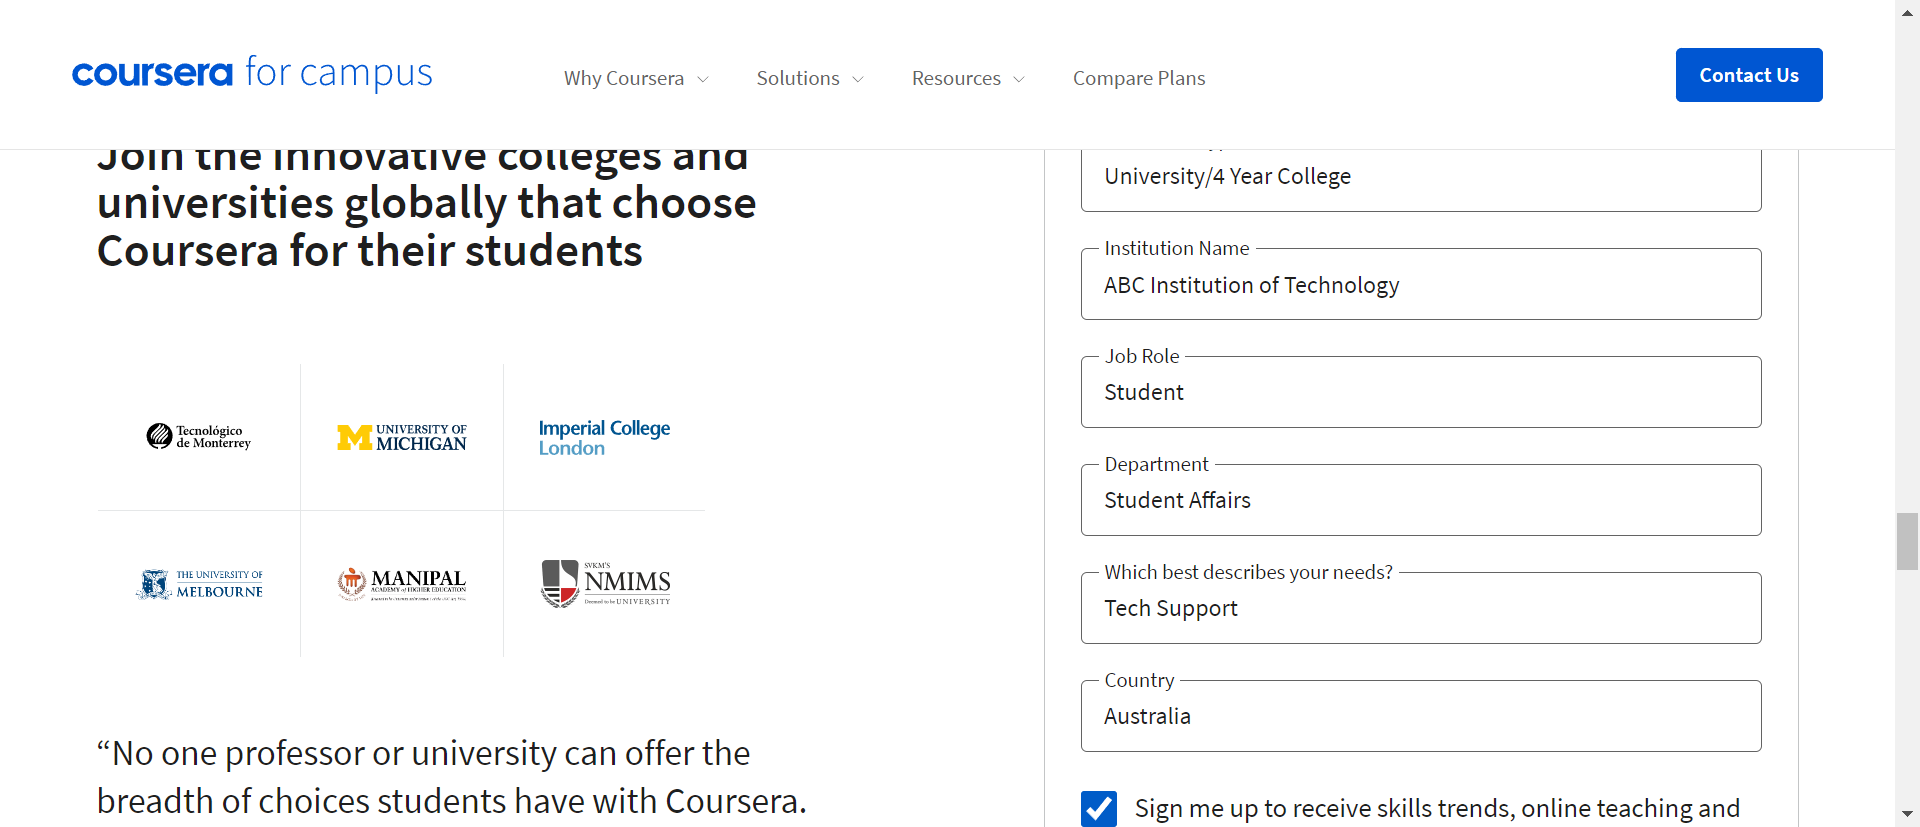 coursera for campus
Why Coursera
Solutions
Resources
Compare Plans
Contact Us
Join the innovative colleges and
universities globally that choose
Coursera for their students
Tecnológico
de Monterrey
UNIVERSITY OF
MICHIGAN
Imperial College
London
THE UNIVERSITY OF
MELBOURNE
MANIPAL
ACADEMY of HIGHER EDUCATION
SVKM'S
NMIMS
Deemed to be UNIVERSITY
“No one professor or university can offer the
breadth of choices students have with Coursera.
University/4 Year College
Institution Name
ABC Institution of Technology
Job Role
Student
Department
Student Affairs
Which best describes your needs?
Tech Support
Country
Australia
Sign me up to receive skills trends, online teaching and